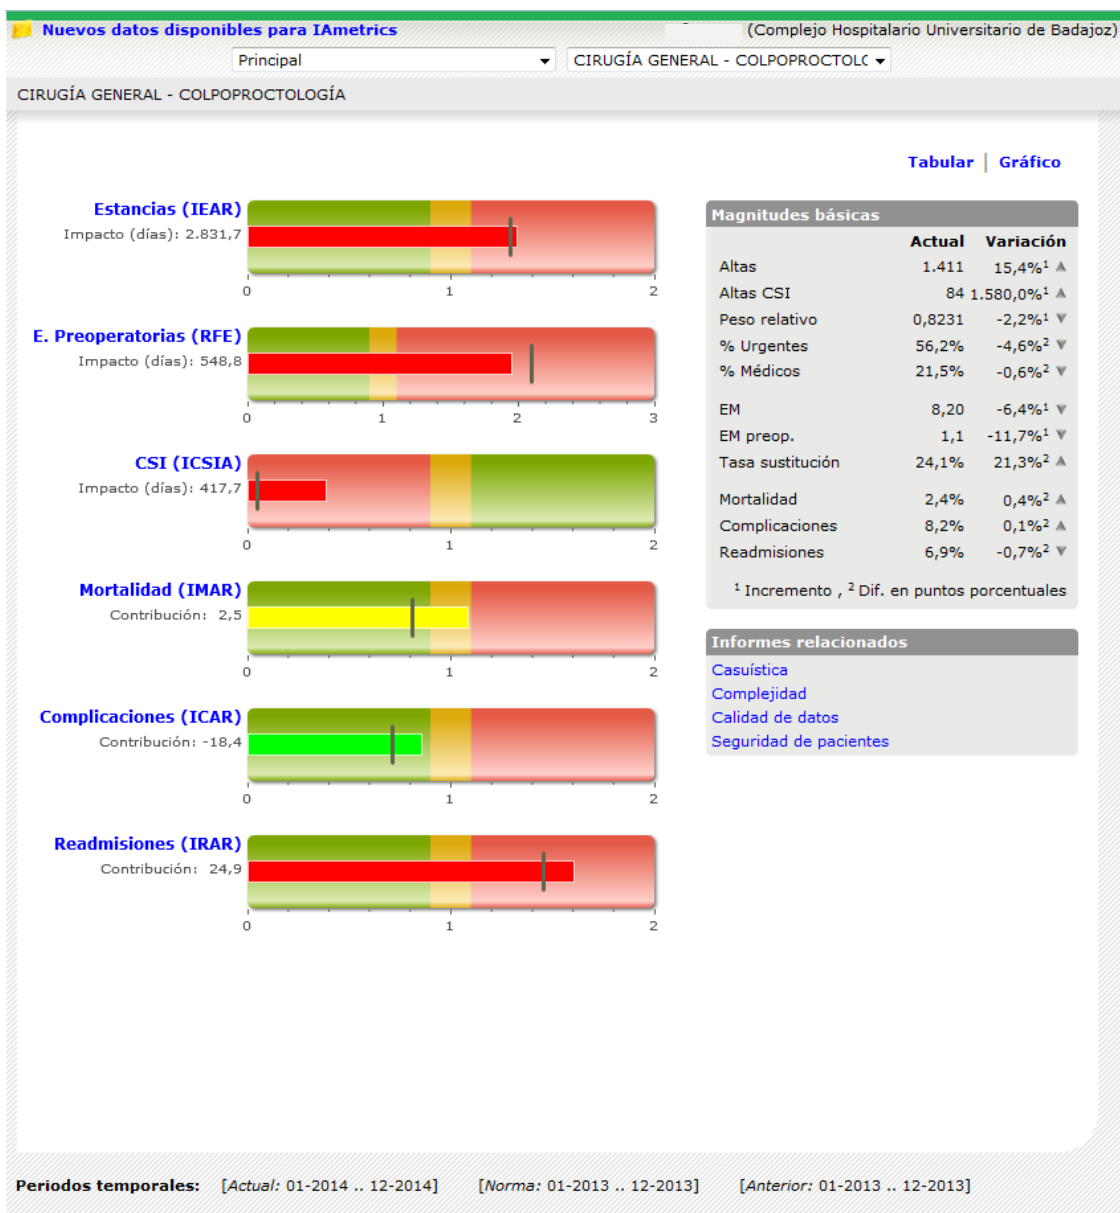 Nuevos datos disponibles para IAmetrics
(Complejo Hospitalario Universitario de Badajoz)
Principal
CIRUGÍA GENERAL - COLPOPROCTOLC
CIRUGÍA GENERAL - COLPOPROCTOLOGÍA
Tabular | Gráfico
Estancias (IEAR)
Impacto (días): 2.831,7
0 1 2
E. Preoperatorias (RFE)
Impacto (días): 548,8
0 1 2 3
CSI (ICSIA)
Impacto (días): 417,7
0 1 2
Mortalidad (IMAR)
Contribución: 2,5
0 1 2
Complicaciones (ICAR)
Contribución: -18,4
0 1 2
Readmisiones (IRAR)
Contribución: 24,9
0 1 2
Magnitudes básicas
Actual Variación
Altas 1.411 15,4%¹ ▲
Altas CSI 84 1.580,0%¹ ▲
Peso relativo 0,8231 -2,2%¹ ▼
% Urgentes 56,2% -4,6%² ▼
% Médicos 21,5% -0,6%² ▼
EM 8,20 -6,4%¹ ▼
EM preop. 1,1 -11,7%¹ ▼
Tasa sustitución 24,1% 21,3%² ▲
Mortalidad 2,4% 0,4%² ▲
Complicaciones 8,2% 0,1%² ▲
Readmisiones 6,9% -0,7%² ▼
¹ Incremento , ² Dif. en puntos porcentuales
Informes relacionados
Casuística
Complejidad
Calidad de datos
Seguridad de pacientes
Periodos temporales: [Actual: 01-2014 .. 12-2014] [Norma: 01-2013 .. 12-2013] [Anterior: 01-2013 .. 12-2013]